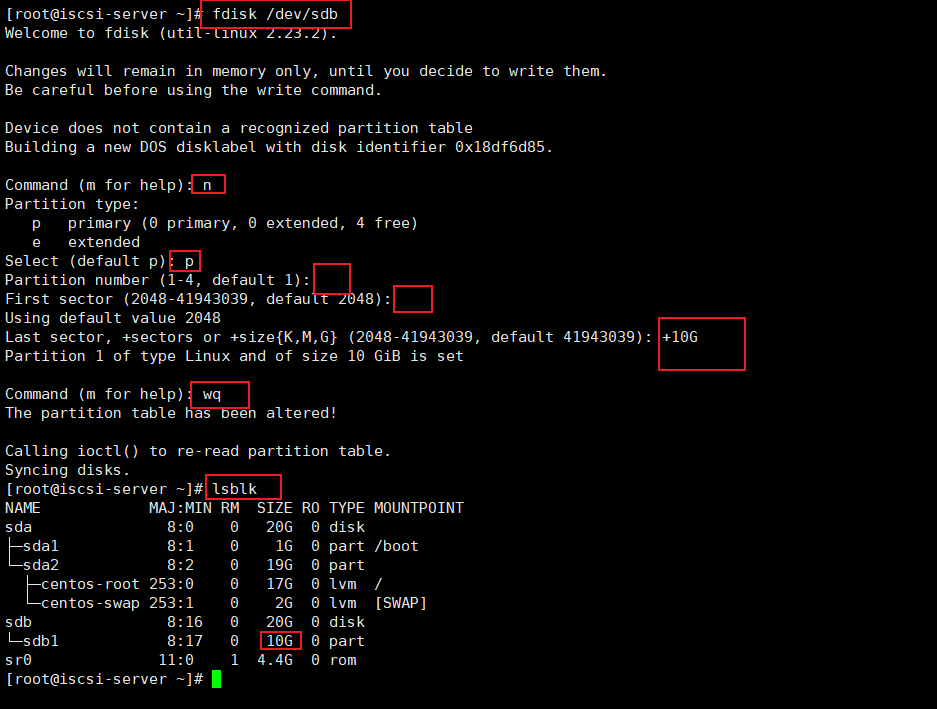 [root@iscsi-server ~]# fdisk /dev/sdb
Welcome to fdisk (util-linux 2.23.2).
Changes will remain in memory only, until you decide to write them.
Be careful before using the write command.
Device does not contain a recognized partition table
Building a new DOS disklabel with disk identifier 0x18df6d85.
Command (m for help): n
Partition type:
   p   primary (0 primary, 0 extended, 4 free)
   e   extended
Select (default p): p
Partition number (1-4, default 1):
First sector (2048-41943039, default 2048):
Using default value 2048
Last sector, +sectors or +size{K,M,G} (2048-41943039, default 41943039): +10G
Partition 1 of type Linux and of size 10 GiB is set
Command (m for help): wq
The partition table has been altered!
Calling ioctl() to re-read partition table.
Syncing disks.
[root@iscsi-server ~]# lsblk
NAME            MAJ:MIN RM  SIZE RO TYPE MOUNTPOINT
sda               8:0    0   20G  0 disk
├─sda1            8:1    0    1G  0 part /boot
└─sda2            8:2    0   19G  0 part
  ├─centos-root 253:0    0   17G  0 lvm  /
  └─centos-swap 253:1    0    2G  0 lvm  [SWAP]
sdb               8:16   0   20G  0 disk
└─sdb1            8:17   0   10G  0 part
sr0              11:0    1  4.4G  0 rom
[root@iscsi-server ~]#